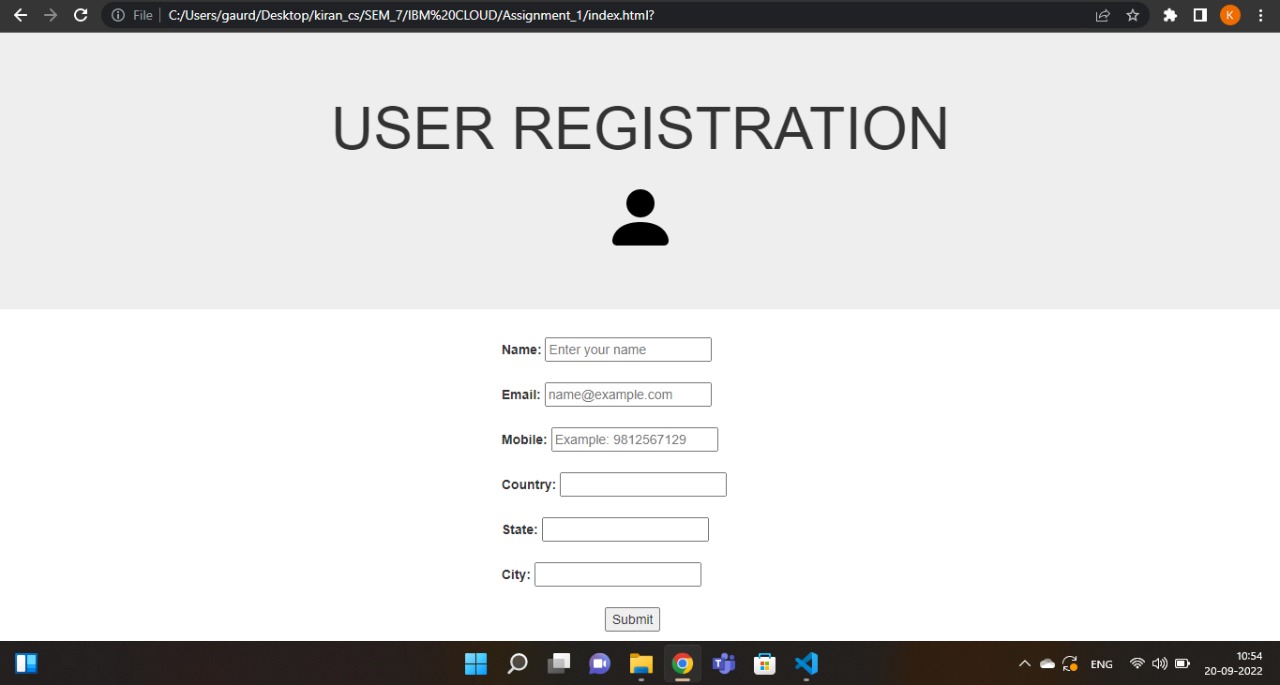 File C:/Users/gaurd/Desktop/kiran_cs/SEM_7/IBM%20CLOUD/Assignment_1/index.html? K
USER REGISTRATION
Name: Enter your name
Email: name@example.com
Mobile: Example: 9812567129
Country:
State:
City:
Submit
ENG
10:54
20-09-2022